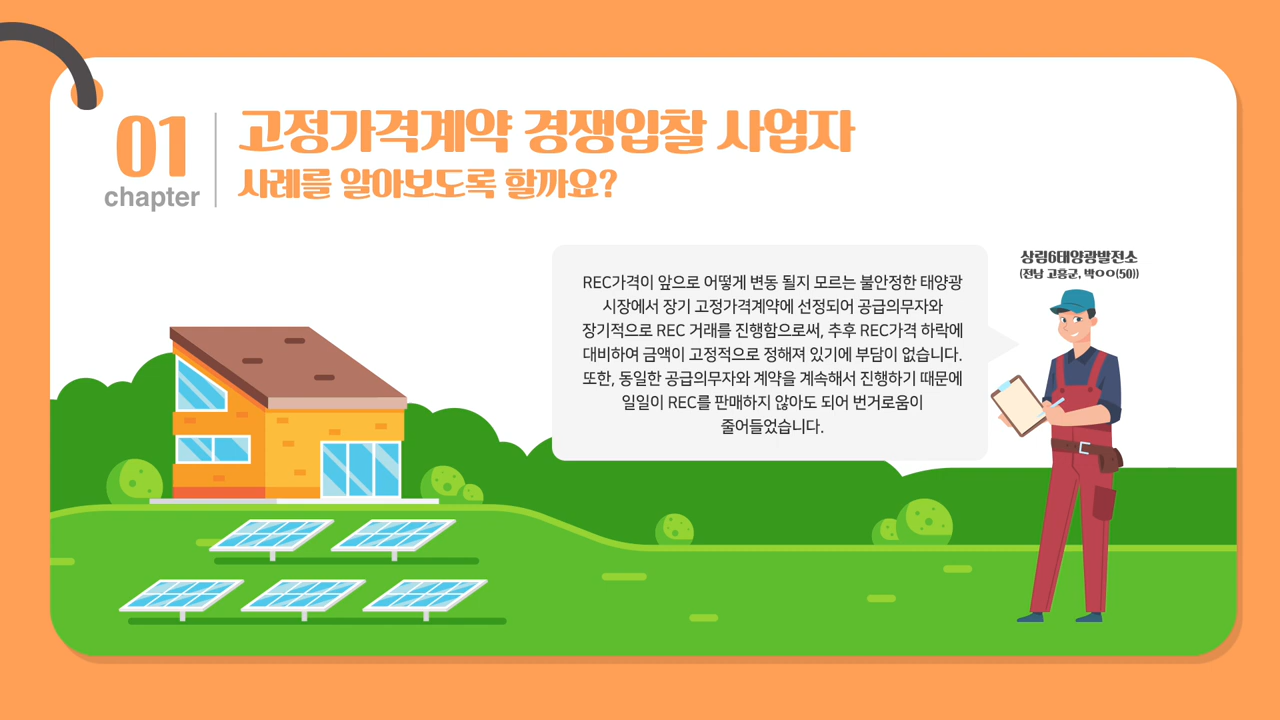 01
chapter
고정가격계약 경쟁입찰 사업자
사례를 알아보도록 할까요?
REC가격이 앞으로 어떻게 변동 될지 모르는 불안정한 태양광
시장에서 장기 고정가격계약에 선정되어 공급의무자와
장기적으로 REC 거래를 진행함으로써, 추후 REC가격 하락에
대비하여 금액이 고정적으로 정해져 있기에 부담이 없습니다.
또한, 동일한 공급의무자와 계약을 계속해서 진행하기 때문에
일일이 REC를 판매하지 않아도 되어 번거로움이
줄어들었습니다.
상림6태양광발전소
(전남 고흥군, 박ㅇㅇ(50))